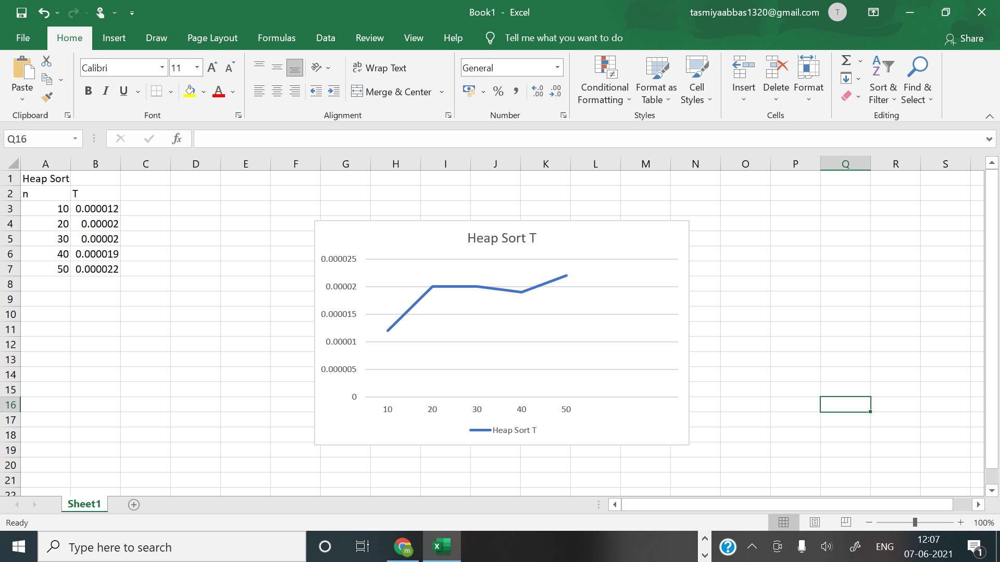 Book1 - Excel
tasmiyaabbas1320@gmail.com
T
File Home Insert Draw Page Layout Formulas Data Review View Help Tell me what you want to do
Share
Paste
Clipboard
Calibri 11
A A
B I U A
Font
ab Wrap Text
Merge & Center
Alignment
General
% , .0 .00 .00 .0
Number
Conditional Formatting
Format as Table
Cell Styles
Styles
Insert Delete Format
Cells
Sort & Filter
Find & Select
Editing
Q16
fx
A B C D E F G H I J K L M N O P Q R S
1 Heap Sort
2 n T
3 10 0.000012
4 20 0.00002
5 30 0.00002
6 40 0.000019
7 50 0.000022
8
9
10
11
12
13
14
15
16
17
18
19
20
21
22
Heap Sort T
0.000025
0.00002
0.000015
0.00001
0.000005
0
10 20 30 40 50
Heap Sort T
Sheet1
Ready
100%
Type here to search
m
X
ENG
12:07
07-06-2021
1